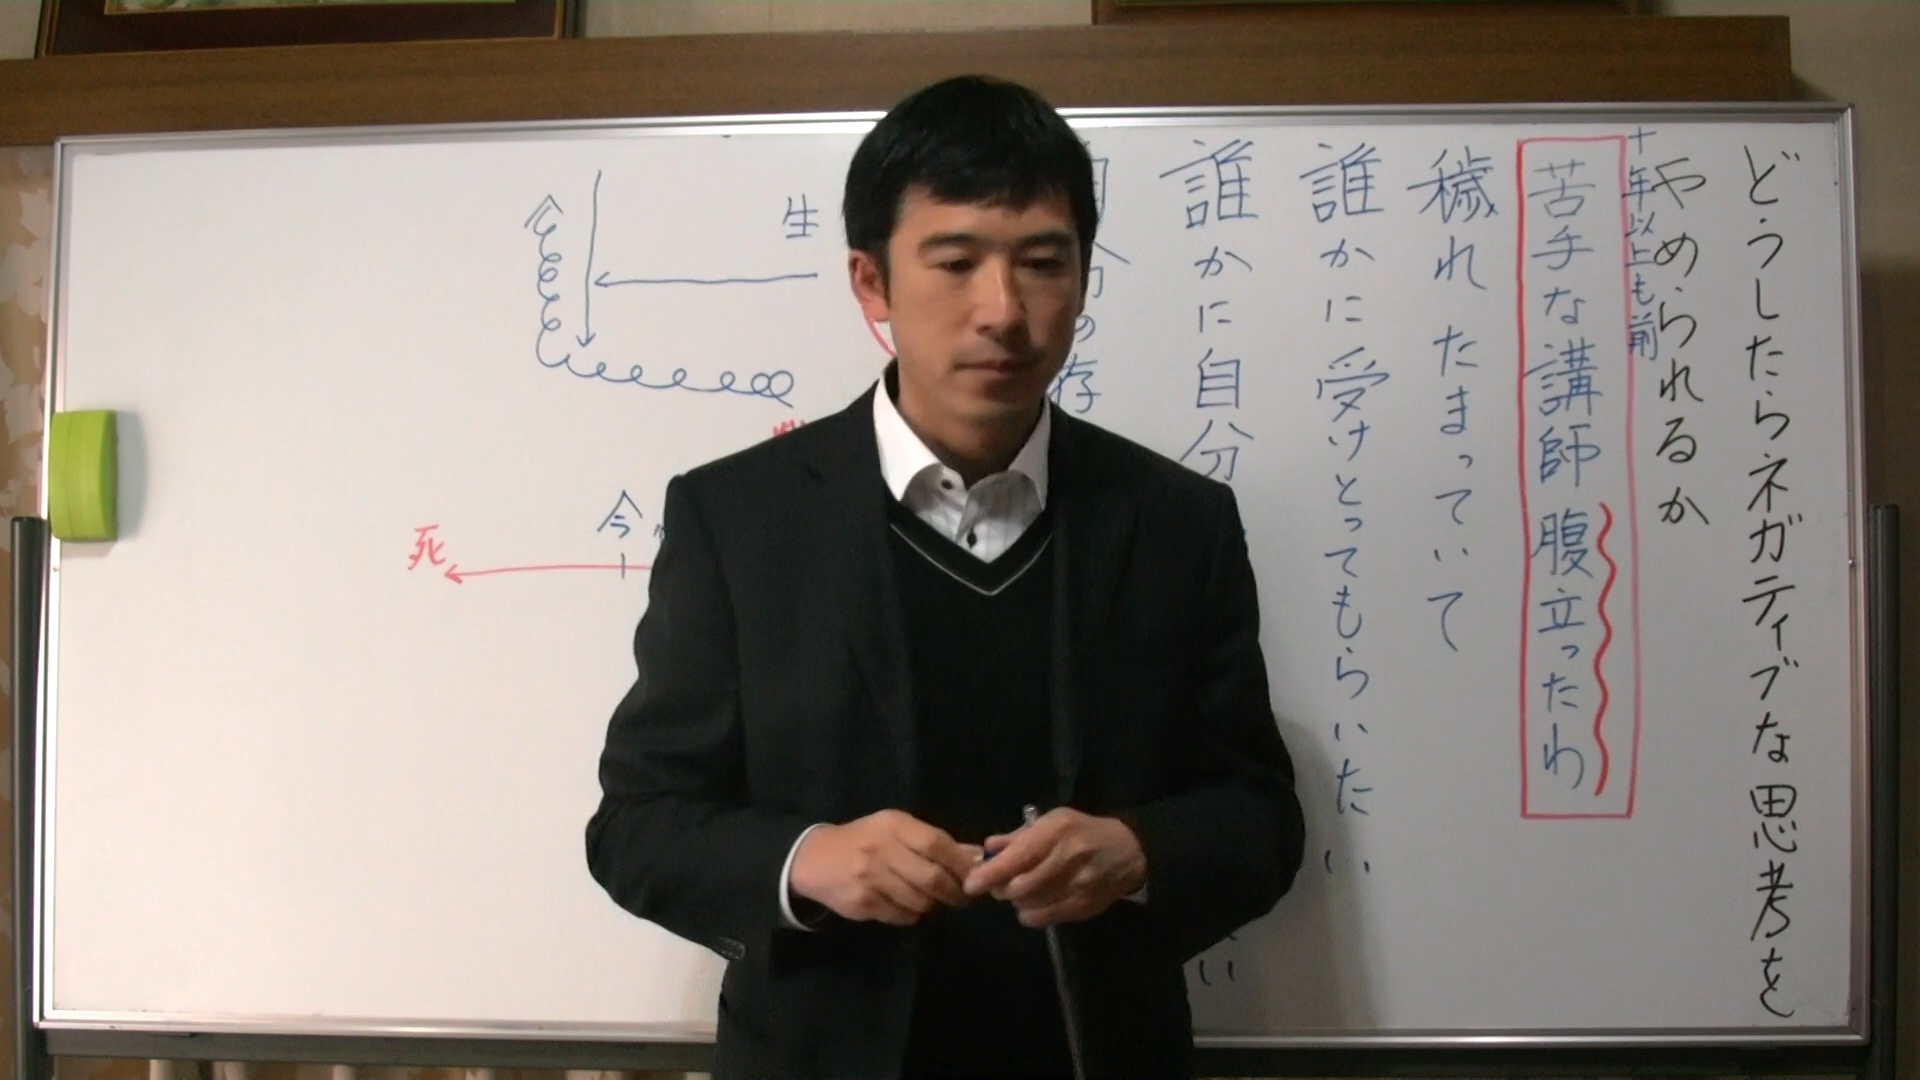 どうしたらネガティブな思考を
やめられるか
十年以上も前
苦手な講師 腹立ったわ
穢れ たまっていて
誰かに受けとってもらいたい
誰かに自分
生
今
死